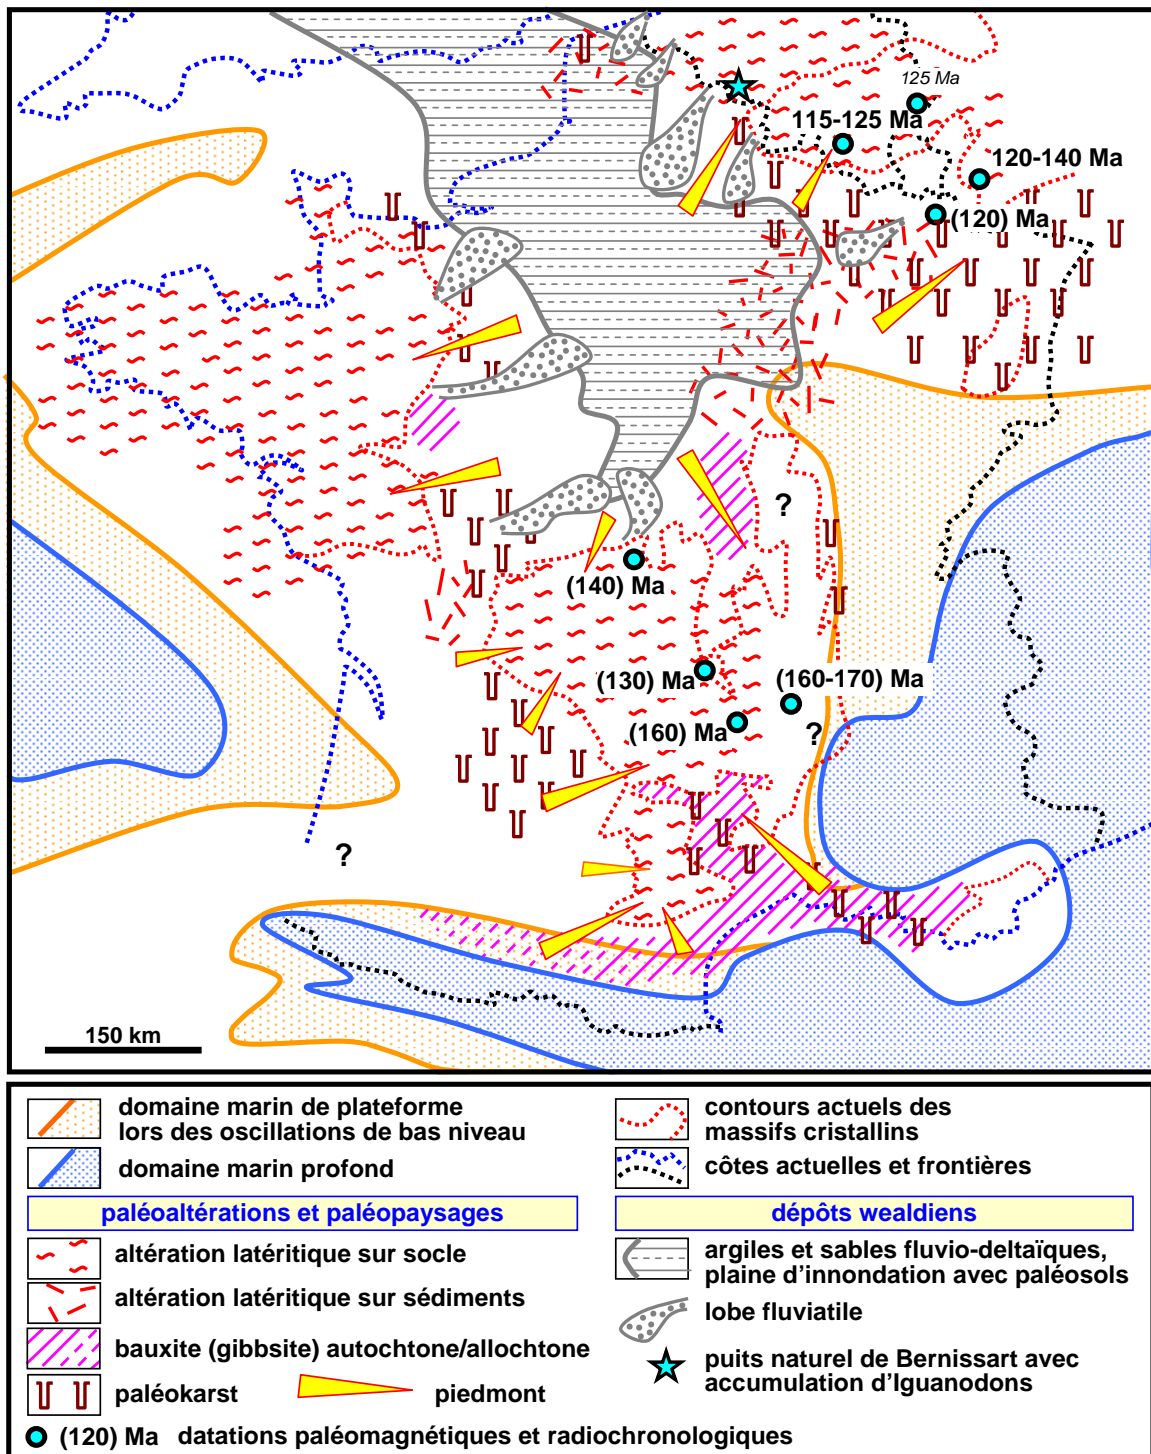 125 Ma
115-125 Ma
120-140 Ma
(120) Ma
?
(140) Ma
(130) Ma
(160-170) Ma
(160) Ma
?
?
150 km
domaine marin de plateforme
lors des oscillations de bas niveau
domaine marin profond
paléoaltérations et paléopaysages
altération latéritique sur socle
altération latéritique sur sédiments
bauxite (gibbsite) autochtone/allochtone
paléokarst
piedmont
(120) Ma datations paléomagnétiques et radiochronologiques
contours actuels des
massifs cristallins
côtes actuelles et frontières
dépôts wealdiens
argiles et sables fluvio-deltaïques,
plaine d'innondation avec paléosols
lobe fluviatile
puits naturel de Bernissart avec
accumulation d'Iguanodons